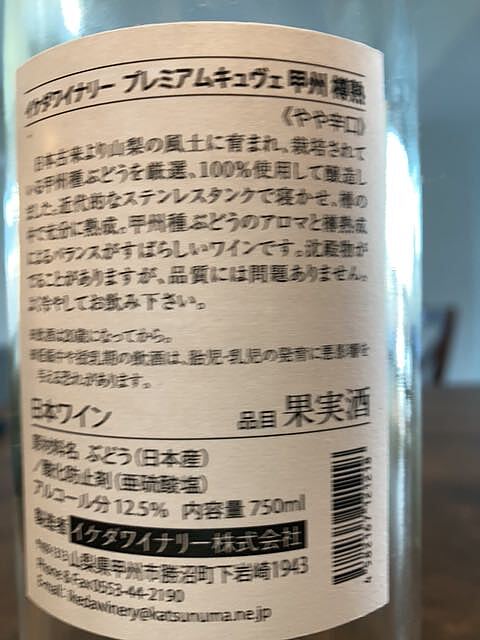 イケダワイナリー プレミアムキュヴェ 甲州 樽熟
《やや辛口》
日本古来より山梨の風土に育まれ、栽培されて
いる甲州種ぶどうを厳選、100%使用して醸造し
ました。近代的なステンレスタンクで寝かせ、樽の
中で充分に熟成。甲州種ぶどうのアロマと樽熟成
によるバランスがすばらしいワインです。沈殿物が
でることがありますが、品質には問題ありません。
冷やしてお飲み下さい。
※飲酒は20歳になってから。
※妊娠中や授乳期の飲酒は、胎児・乳児の発育に悪影響を
与える恐れがあります。
日本ワイン 品目 果実酒
原材料名 ぶどう(日本産)
/酸化防止剤(亜硫酸塩)
アルコール分 12.5% 内容量 750ml
製造者 イケダワイナリー株式会社
山梨県甲州市勝沼町下岩崎1943
Phone & Fax0553-44-2190
E-mail: ikedawinery@katsunuma.ne.jp